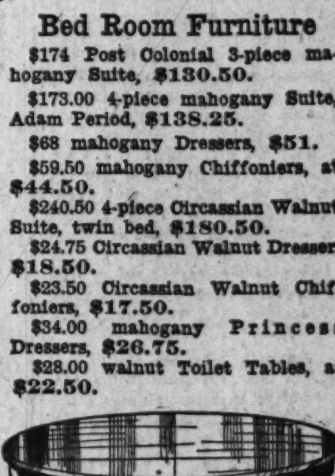 Bed Room Furniture
$174 Post Colonial 3-piece ma-
hogany Suite, $130.50.
$173.00 4-piece mahogany Suite,
Adam Period, $138.25.
$68 mahogany Dressers, $51.
$59.50 mahogany Chiffoniers, at
$44.50.
$240.50 4-piece Circassian Walnut
Suite, twin bed, $180.50.
$24.75 Circassian Walnut Dresser
$18.50.
$23.50 Circassian Walnut Chif
foniers, $17.50.
$34.00 mahogany Princess
Dressers, $26.75.
$28.00 walnut Toilet Tables, a
$22.50.